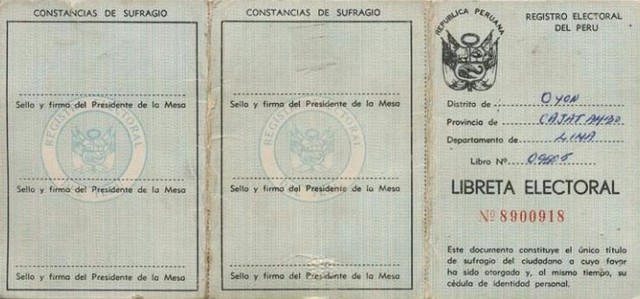 CONSTANCIAS DE SUFRAGIO
Sello y firma del Presidente de la Mesa
REGISTRO ELECTORAL
Sello y firma del Presidente de la Mesa
Sello y firma del Presidente de la Mesa
CONSTANCIAS DE SUFRAGIO
Sello y firma del Presidente de la Mesa
REGISTRO ELECTORAL
Sello y firma del Presidente de la Mesa
Sello y firma del Presidente de la Mesa
REPUBLICA PERUANA
REGISTRO ELECTORAL
DEL PERU
Distrito de OYON
Provincia de CAJATAMBO
Departamento de LIMA
Libro Nº
LIBRETA ELECTORAL
Nº 8900918
Este documento constituye el único título
de sufragio del ciudadano a cuyo favor
ha sido otorgado y, al mismo tiempo, su
cédula de identidad personal.